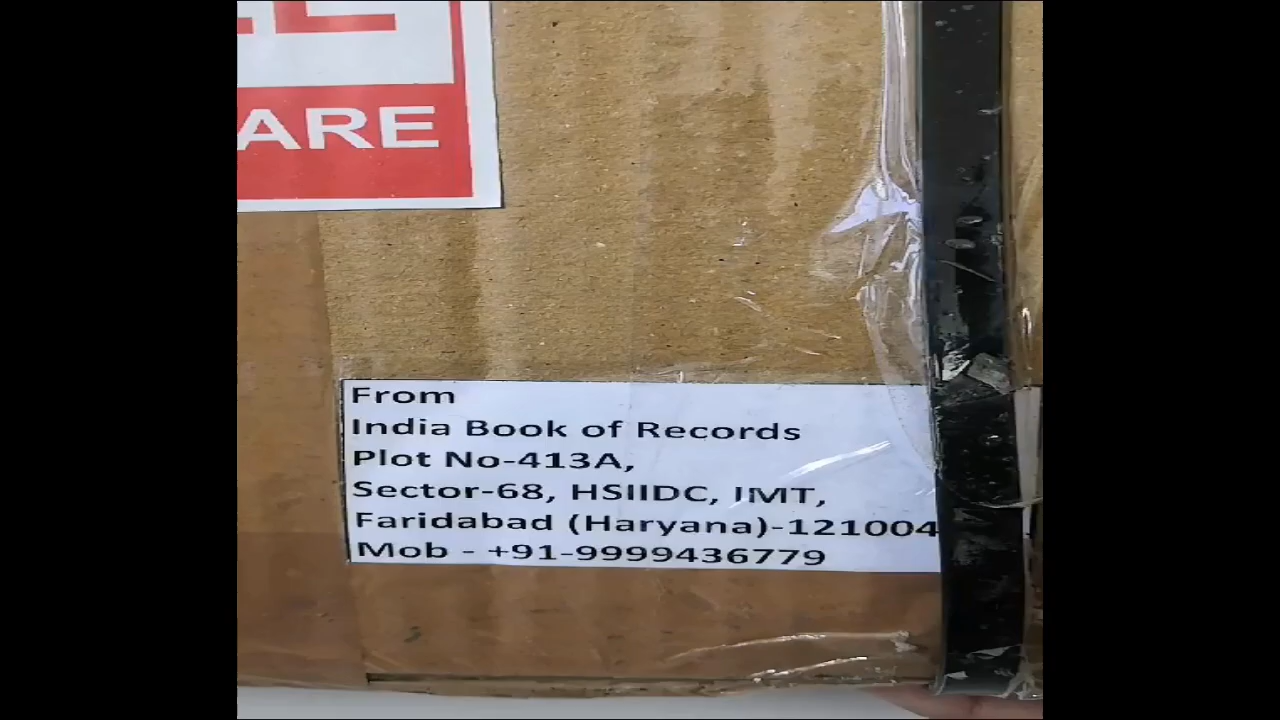 ARE
From
India Book of Records
Plot No-413A,
Sector-68, HSIIDC, IMT,
Faridabad (Haryana)-121004
Mob - +91-9999436779